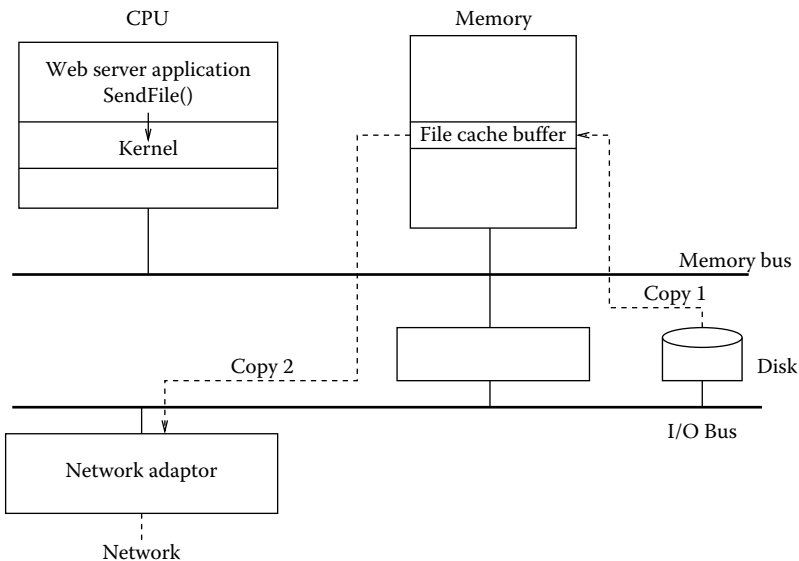 CPU
Memory
Web server application
SendFile()
Kernel
File cache buffer
Memory bus
Copy 1
Copy 2
Disk
I/O Bus
Network adaptor
Network